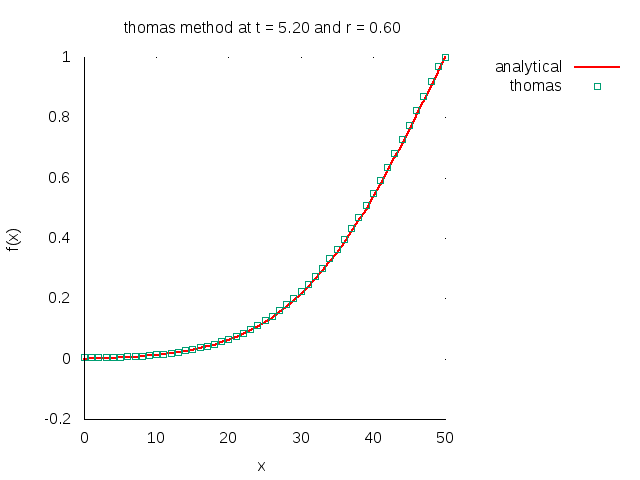 thomas method at t = 5.20 and r = 0.60
analytical
thomas
1
0.8
0.6
0.4
0.2
0
-0.2
f(x)
0 10 20 30 40 50
x